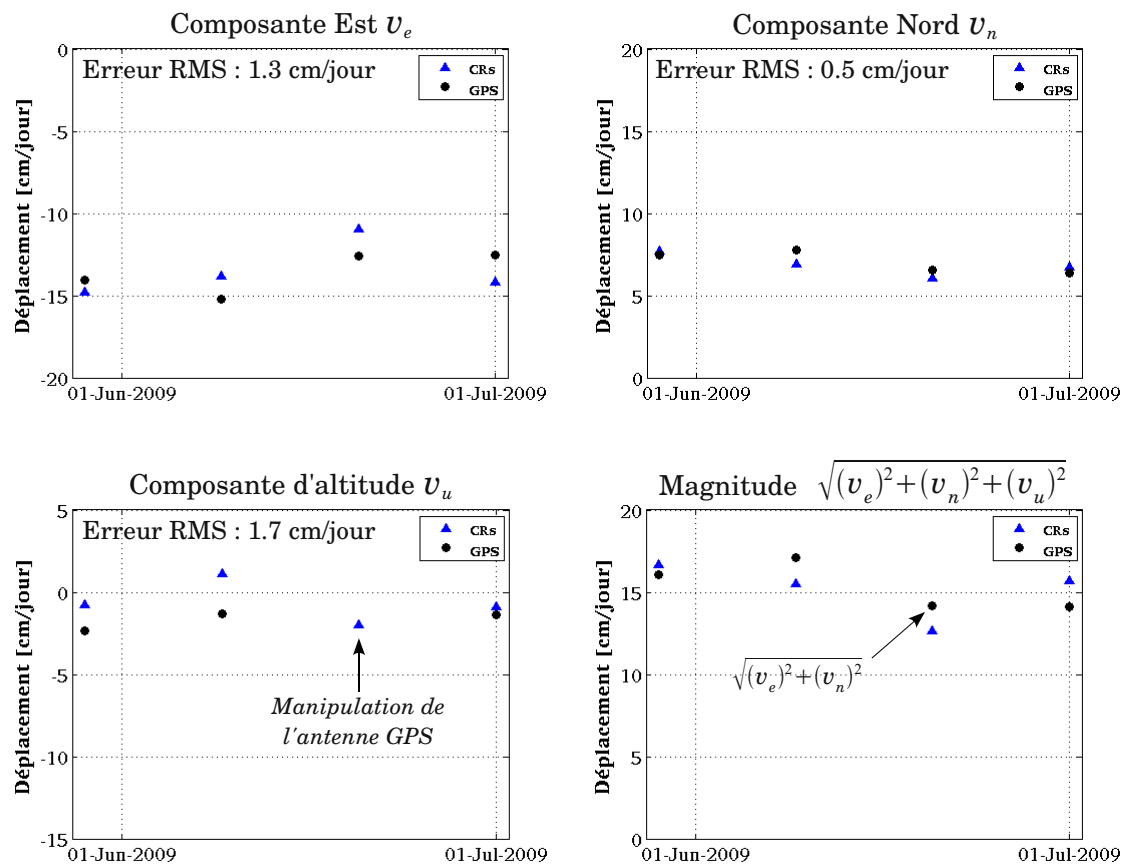 Composante Est v_e
Erreur RMS : 1.3 cm/jour
CRs
GPS
Déplacement [cm/jour]
0
-5
-10
-15
-20
01-Jun-2009 01-Jul-2009
Composante Nord v_n
Erreur RMS : 0.5 cm/jour
CRs
GPS
Déplacement [cm/jour]
20
15
10
5
0
01-Jun-2009 01-Jul-2009
Composante d'altitude v_u
Erreur RMS : 1.7 cm/jour
CRs
GPS
Déplacement [cm/jour]
5
0
-5
-10
-15
Manipulation de
l'antenne GPS
01-Jun-2009 01-Jul-2009
Magnitude √((v_e)²+(v_n)²+(v_u)²)
CRs
GPS
Déplacement [cm/jour]
20
15
10
5
0
√((v_e)²+(v_n)²)
01-Jun-2009 01-Jul-2009